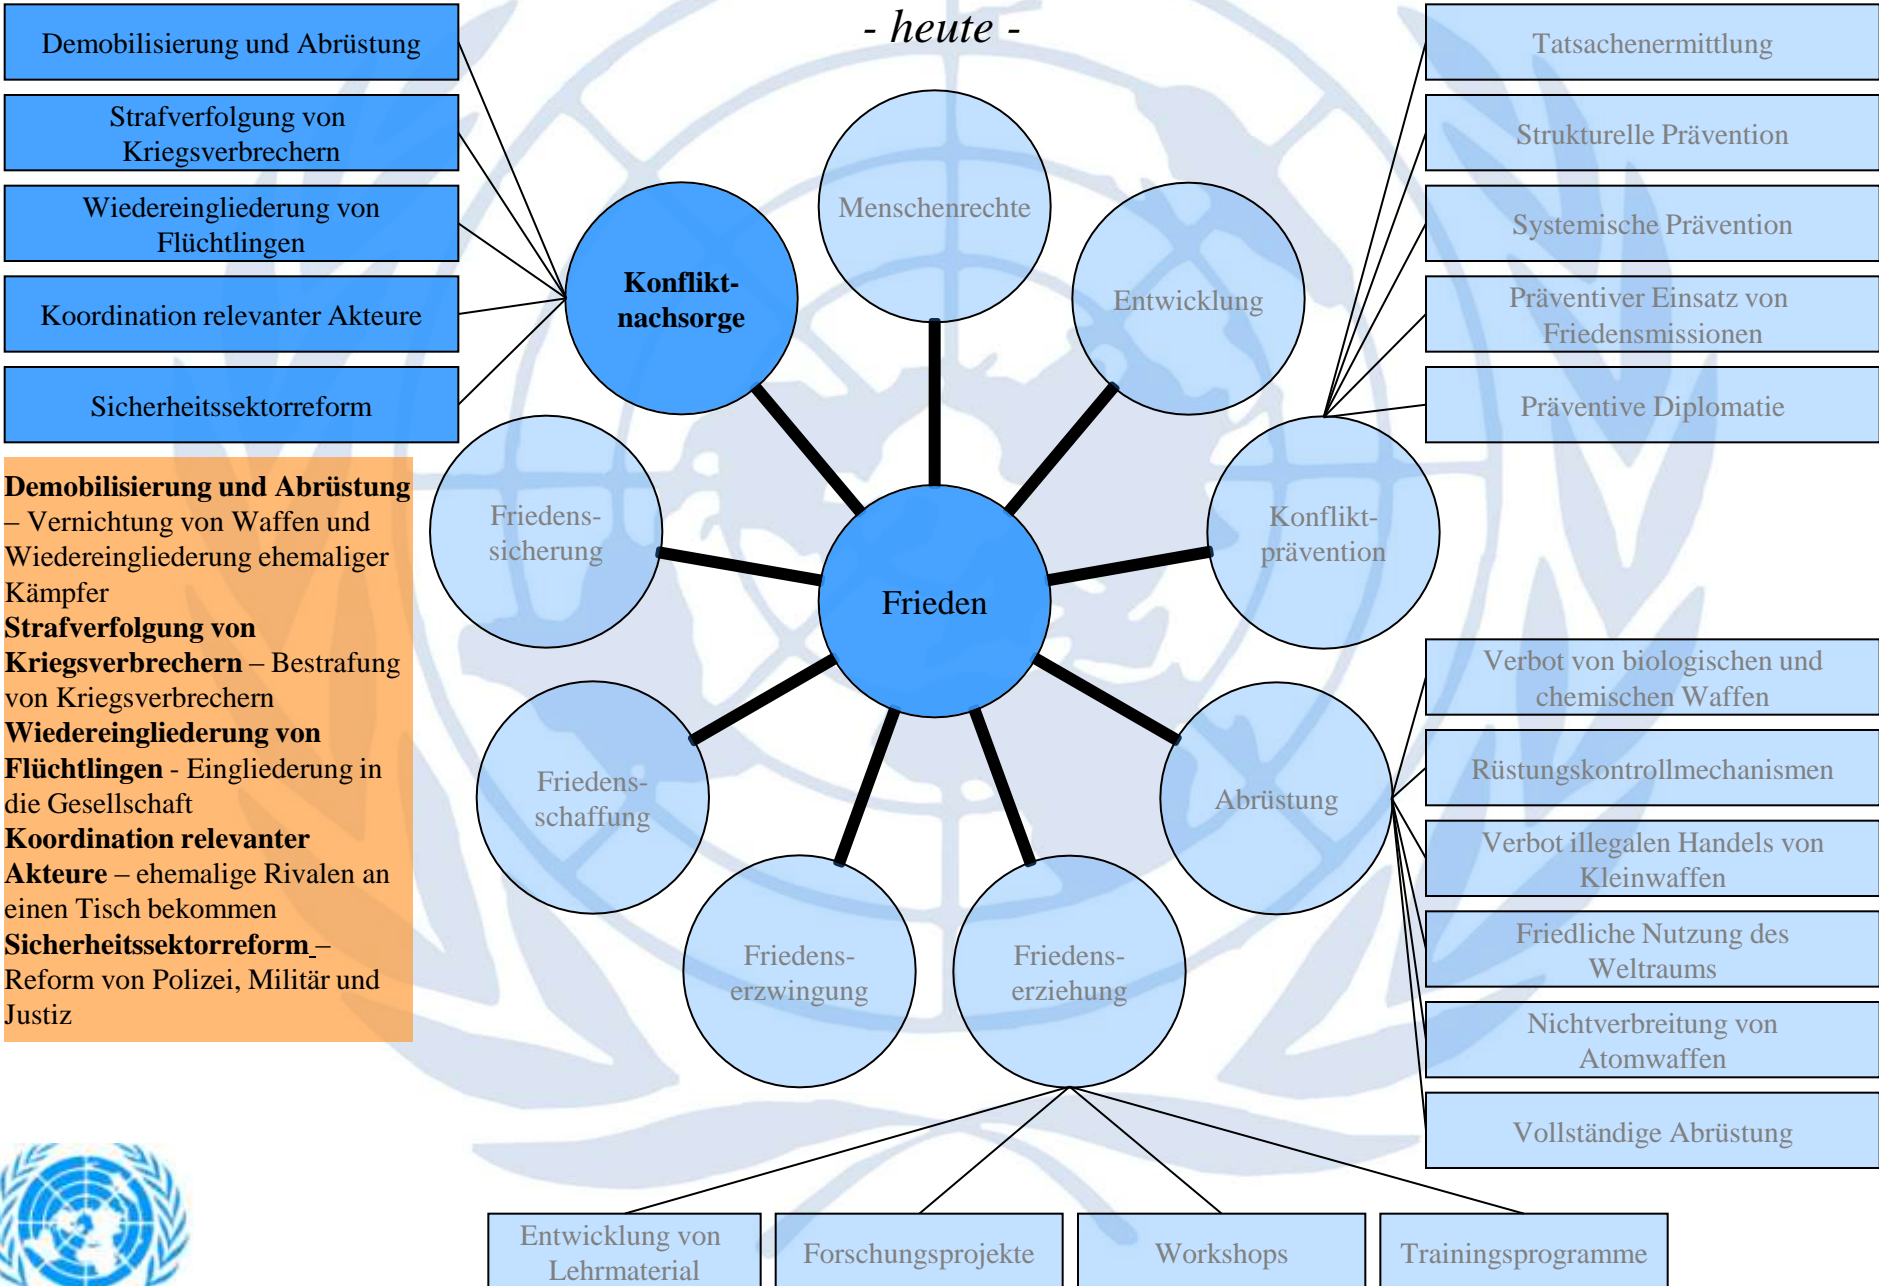 - heute -
Demobilisierung und Abrüstung
Strafverfolgung von
Kriegsverbrechern
Wiedereingliederung von
Flüchtlingen
Koordination relevanter Akteure
Sicherheitssektorreform
Demobilisierung und Abrüstung
– Vernichtung von Waffen und
Wiedereingliederung ehemaliger
Kämpfer
Strafverfolgung von
Kriegsverbrechern – Bestrafung
von Kriegsverbrechern
Wiedereingliederung von
Flüchtlingen - Eingliederung in
die Gesellschaft
Koordination relevanter
Akteure – ehemalige Rivalen an
einen Tisch bekommen
Sicherheitssektorreform –
Reform von Polizei, Militär und
Justiz
Konflikt-
nachsorge
Menschenrechte
Entwicklung
Konflikt-
prävention
Abrüstung
Friedens-
erziehung
Friedens-
erzwingung
Friedens-
schaffung
Friedens-
sicherung
Frieden
Tatsachenermittlung
Strukturelle Prävention
Systemische Prävention
Präventiver Einsatz von
Friedensmissionen
Präventive Diplomatie
Verbot von biologischen und
chemischen Waffen
Rüstungskontrollmechanismen
Verbot illegalen Handels von
Kleinwaffen
Friedliche Nutzung des
Weltraums
Nichtverbreitung von
Atomwaffen
Vollständige Abrüstung
Entwicklung von
Lehrmaterial
Forschungsprojekte
Workshops
Trainingsprogramme